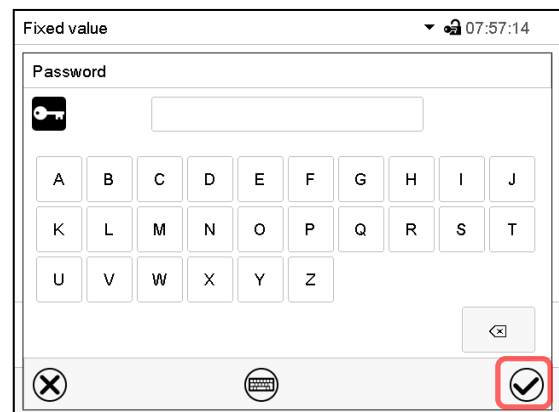 Fixed value 07:57:14
Password
A B C D E F G H I J
K L M N O P Q R S T
U V W X Y Z